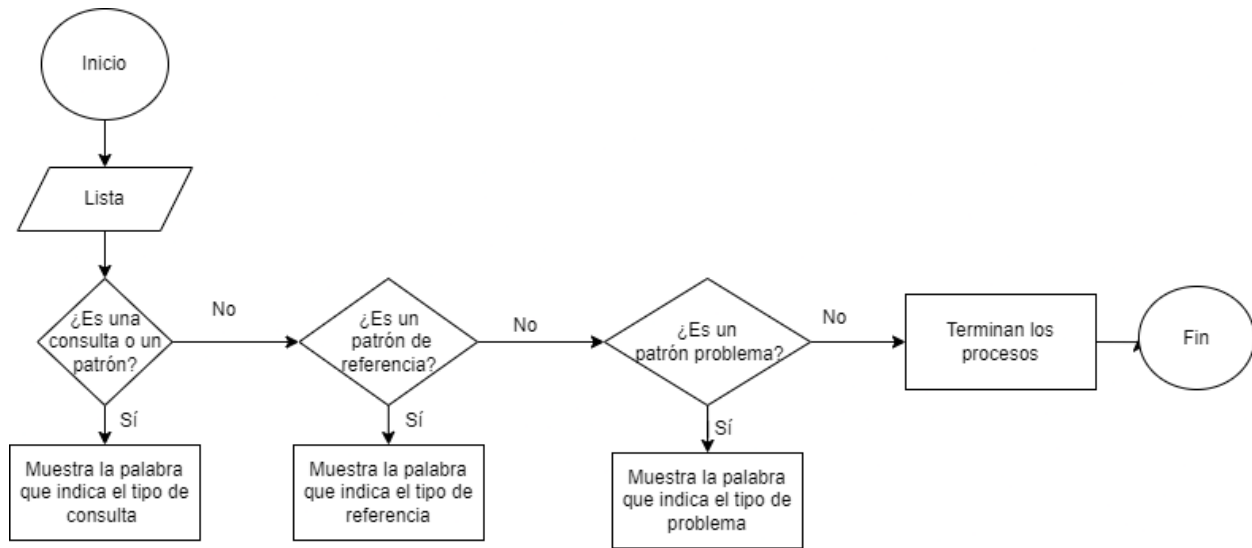 Inicio
Lista
¿Es una
consulta o un
patrón?
No
¿Es un
patrón de
referencia?
No
¿Es un
patrón problema?
No
Terminan los
procesos
Fin
Sí
Sí
Sí
Muestra la palabra
que indica el tipo de
consulta
Muestra la palabra
que indica el tipo de
referencia
Muestra la palabra
que indica el tipo de
problema